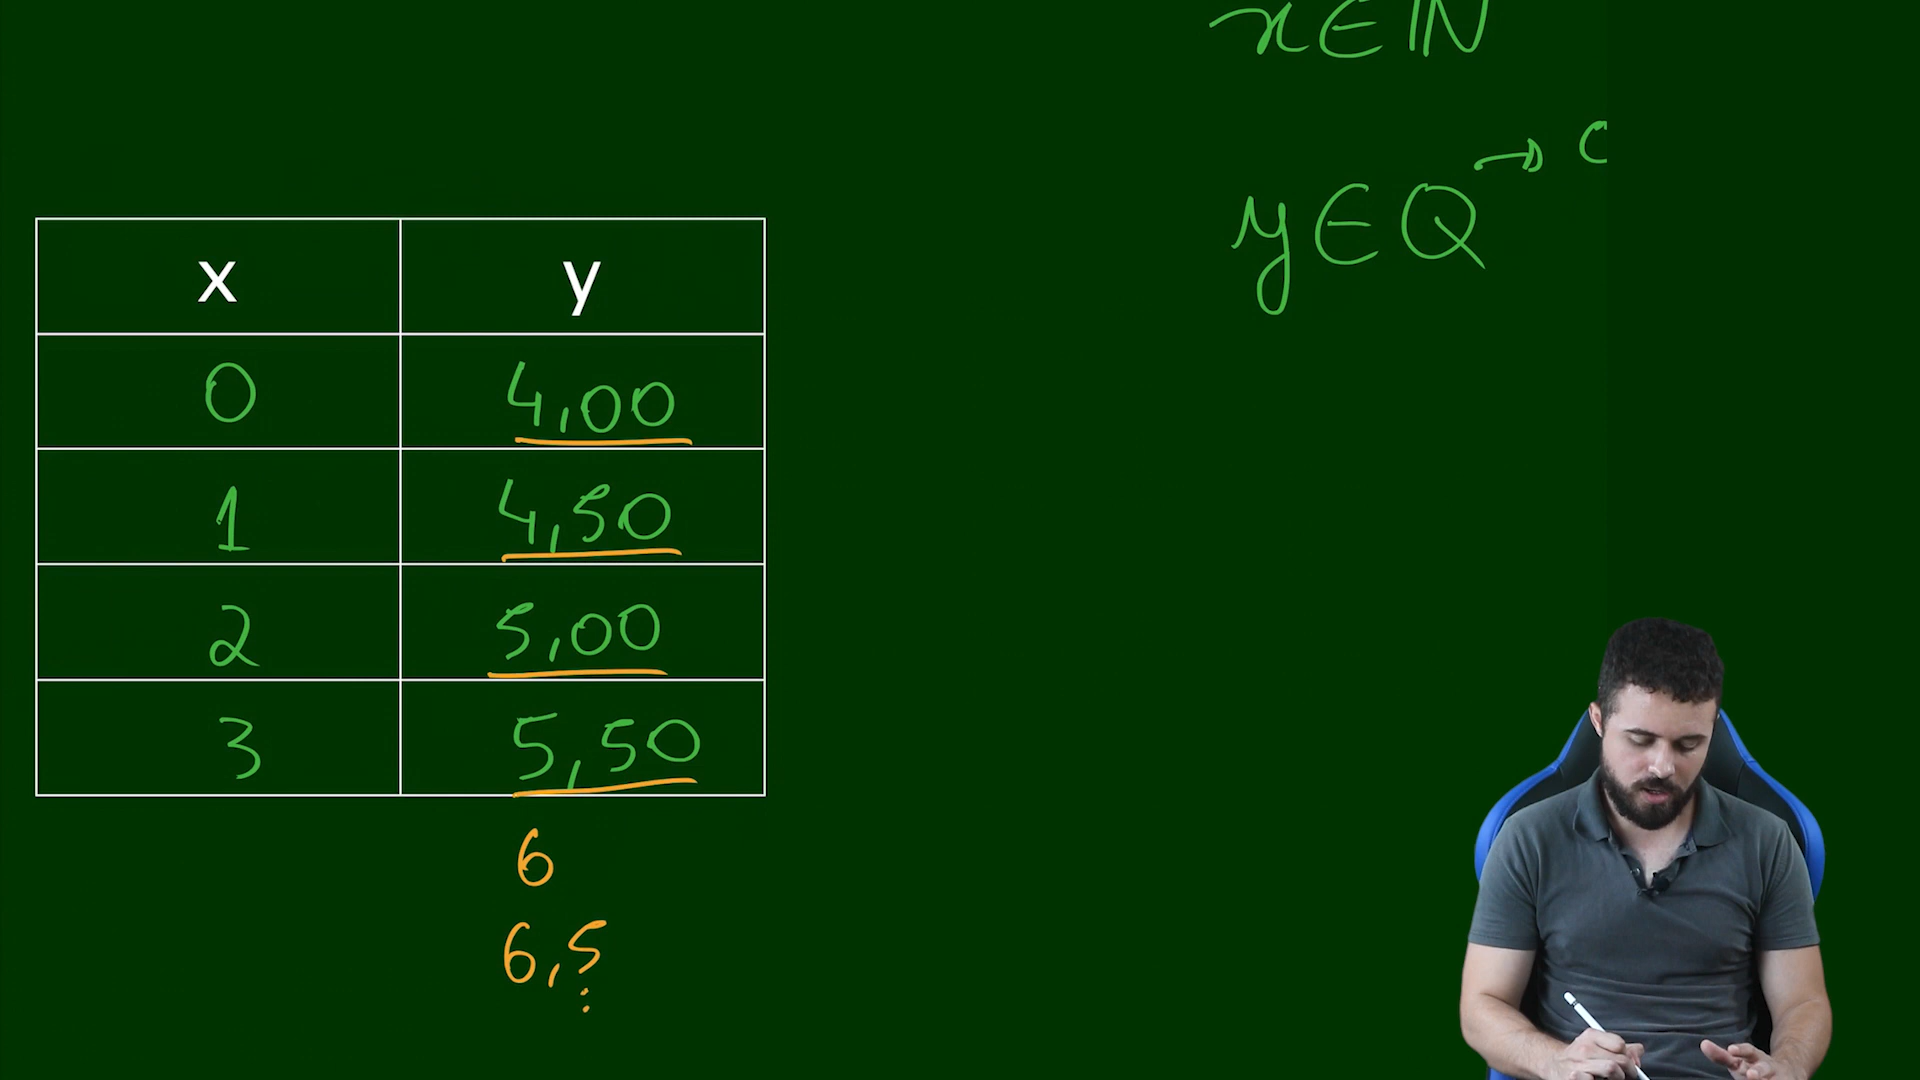 x ∈ ℕ
y ∈ Q → C
x y
0 4,00
1 4,50
2 5,00
3 5,50
6
6,5
⋮